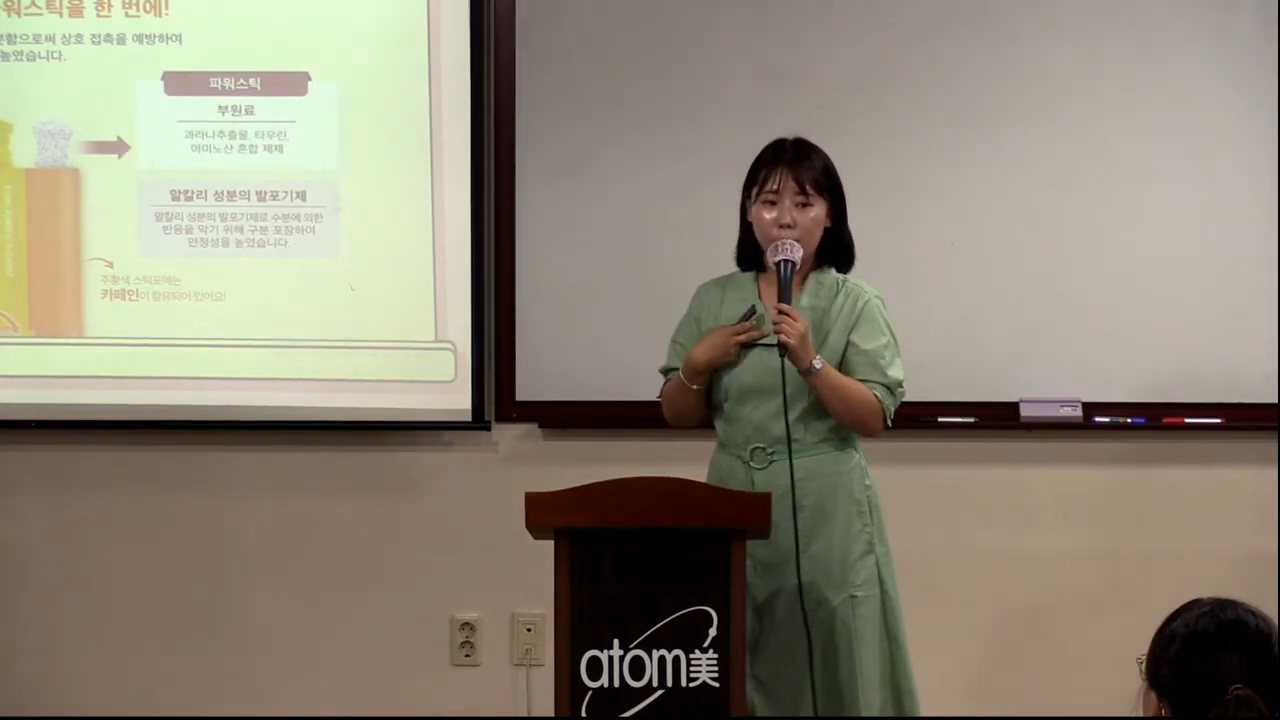 파워스틱을 한 번에!
함으로써 상호 접촉을 예방하여
높였습니다.
파워스틱
부원료
과라나추출물, 타우린,
아미노산 혼합 제제
알칼리 성분의 발포기제
알칼리 성분의 발포기제로 수분에 의한
반응을 막기 위해 구분 포장하여
안정성을 높였습니다.
주황색 스틱포에는
카페인이 함유되어 있어요!
atom美